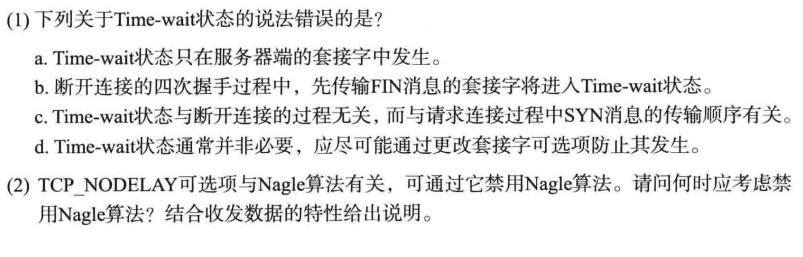 (1) 下列关于Time-wait状态的说法错误的是？
a. Time-wait状态只在服务器端的套接字中发生。
b. 断开连接的四次握手过程中，先传输FIN消息的套接字将进入Time-wait状态。
c. Time-wait状态与断开连接的过程无关，而与请求连接过程中SYN消息的传输顺序有关。
d. Time-wait状态通常并非必要，应尽可能通过更改套接字可选项防止其发生。
(2) TCP_NODELAY可选项与Nagle算法有关，可通过它禁用Nagle算法。请问何时应考虑禁
用Nagle算法？结合收发数据的特性给出说明。